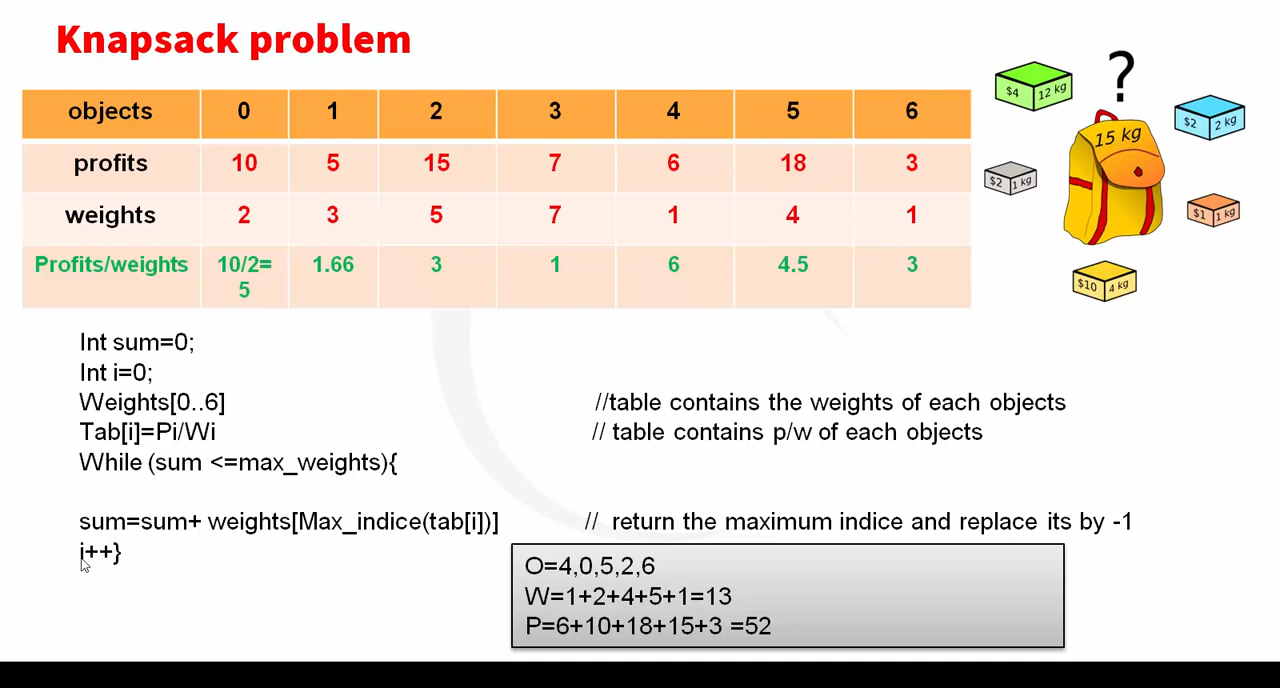 Knapsack problem
objects 0 1 2 3 4 5 6
profits 10 5 15 7 6 18 3
weights 2 3 5 7 1 4 1
Profits/weights 10/2= 1.66 3 1 6 4.5 3
5
$4 12 kg
?
15 kg
$2 2 kg
$2 1 kg
$1 1 kg
$10 4 kg
Int sum=0;
Int i=0;
Weights[0..6] //table contains the weights of each objects
Tab[i]=Pi/Wi // table contains p/w of each objects
While (sum <=max_weights){
sum=sum+ weights[Max_indice(tab[i])] // return the maximum indice and replace its by -1
i++}
O=4,0,5,2,6
W=1+2+4+5+1=13
P=6+10+18+15+3 =52